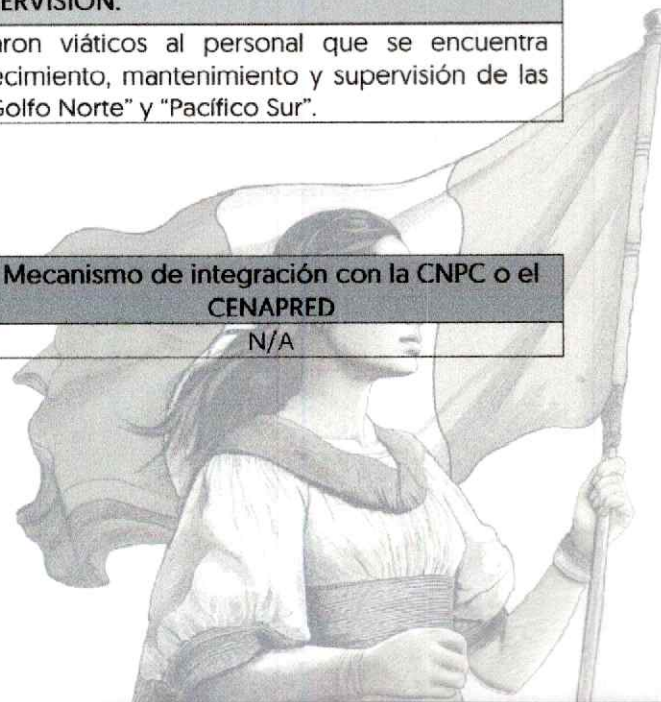 ERVISIÓN.
aron viáticos al personal que se encuentra
ecimiento, mantenimiento y supervisión de las
Golfo Norte" y "Pacífico Sur".
Mecanismo de integración con la CNPC o el
CENAPRED
N/A